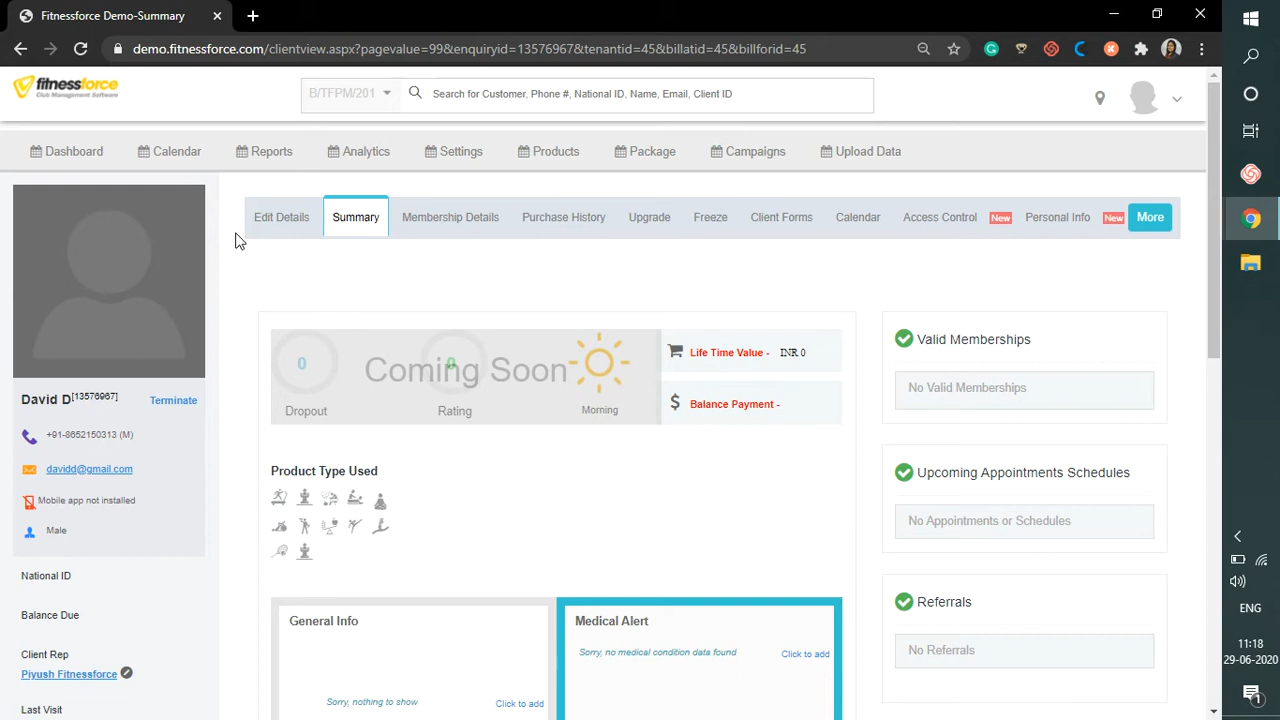 Fitnessforce Demo-Summary
demo.fitnessforce.com/clientview.aspx?pagevalue=99&enquiryid=13576967&tenantid=45&billatid=45&billforid=45
fitnessforce
Club Management Software
B/TFPM/201
Search for Customer, Phone #, National ID, Name, Email, Client ID
Dashboard Calendar Reports Analytics Settings Products Package Campaigns Upload Data
Edit Details Summary Membership Details Purchase History Upgrade Freeze Client Forms Calendar Access Control New Personal Info New More
David D[13576967] Terminate
+91-8652150313 (M)
davidd@gmail.com
Mobile app not installed
Male
National ID
Balance Due
Client Rep
Piyush Fitnessforce
Last Visit
0
Dropout
0
Rating
Coming Soon
Morning
Life Time Value - INR 0
$ Balance Payment -
Product Type Used
General Info
Sorry, nothing to show Click to add
Medical Alert
Sorry, no medical condition data found Click to add
Valid Memberships
No Valid Memberships
Upcoming Appointments Schedules
No Appointments or Schedules
Referrals
No Referrals
ENG
11:18
29-06-2020
1